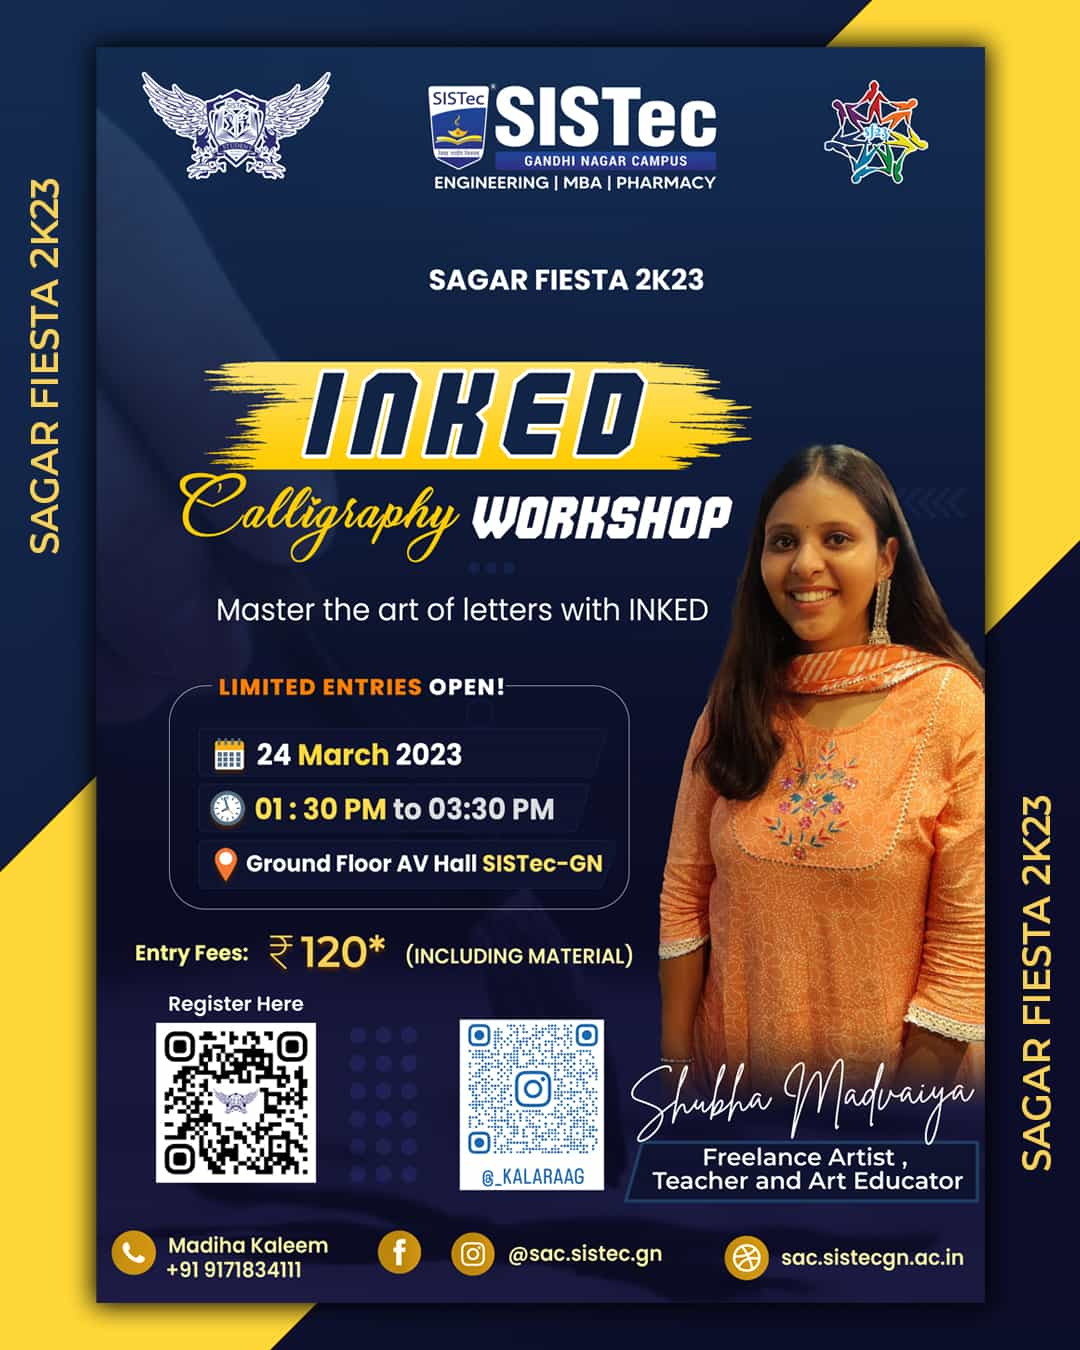 SISTec
SISTec
GANDHI NAGAR CAMPUS
ENGINEERING | MBA | PHARMACY
SAGAR FIESTA 2K23
SAGAR FIESTA 2K23
INKED
Calligraphy WORKSHOP
Master the art of letters with INKED
LIMITED ENTRIES OPEN!
24 March 2023
01 : 30 PM to 03:30 PM
Ground Floor AV Hall SISTec-GN
Entry Fees: ₹ 120* (INCLUDING MATERIAL)
Register Here
@_KALARAAG
Shubha Madvaiya
Freelance Artist ,
Teacher and Art Educator
SAGAR FIESTA 2K23
Madiha Kaleem
+91 9171834111
@sac.sistec.gn
sac.sistecgn.ac.in